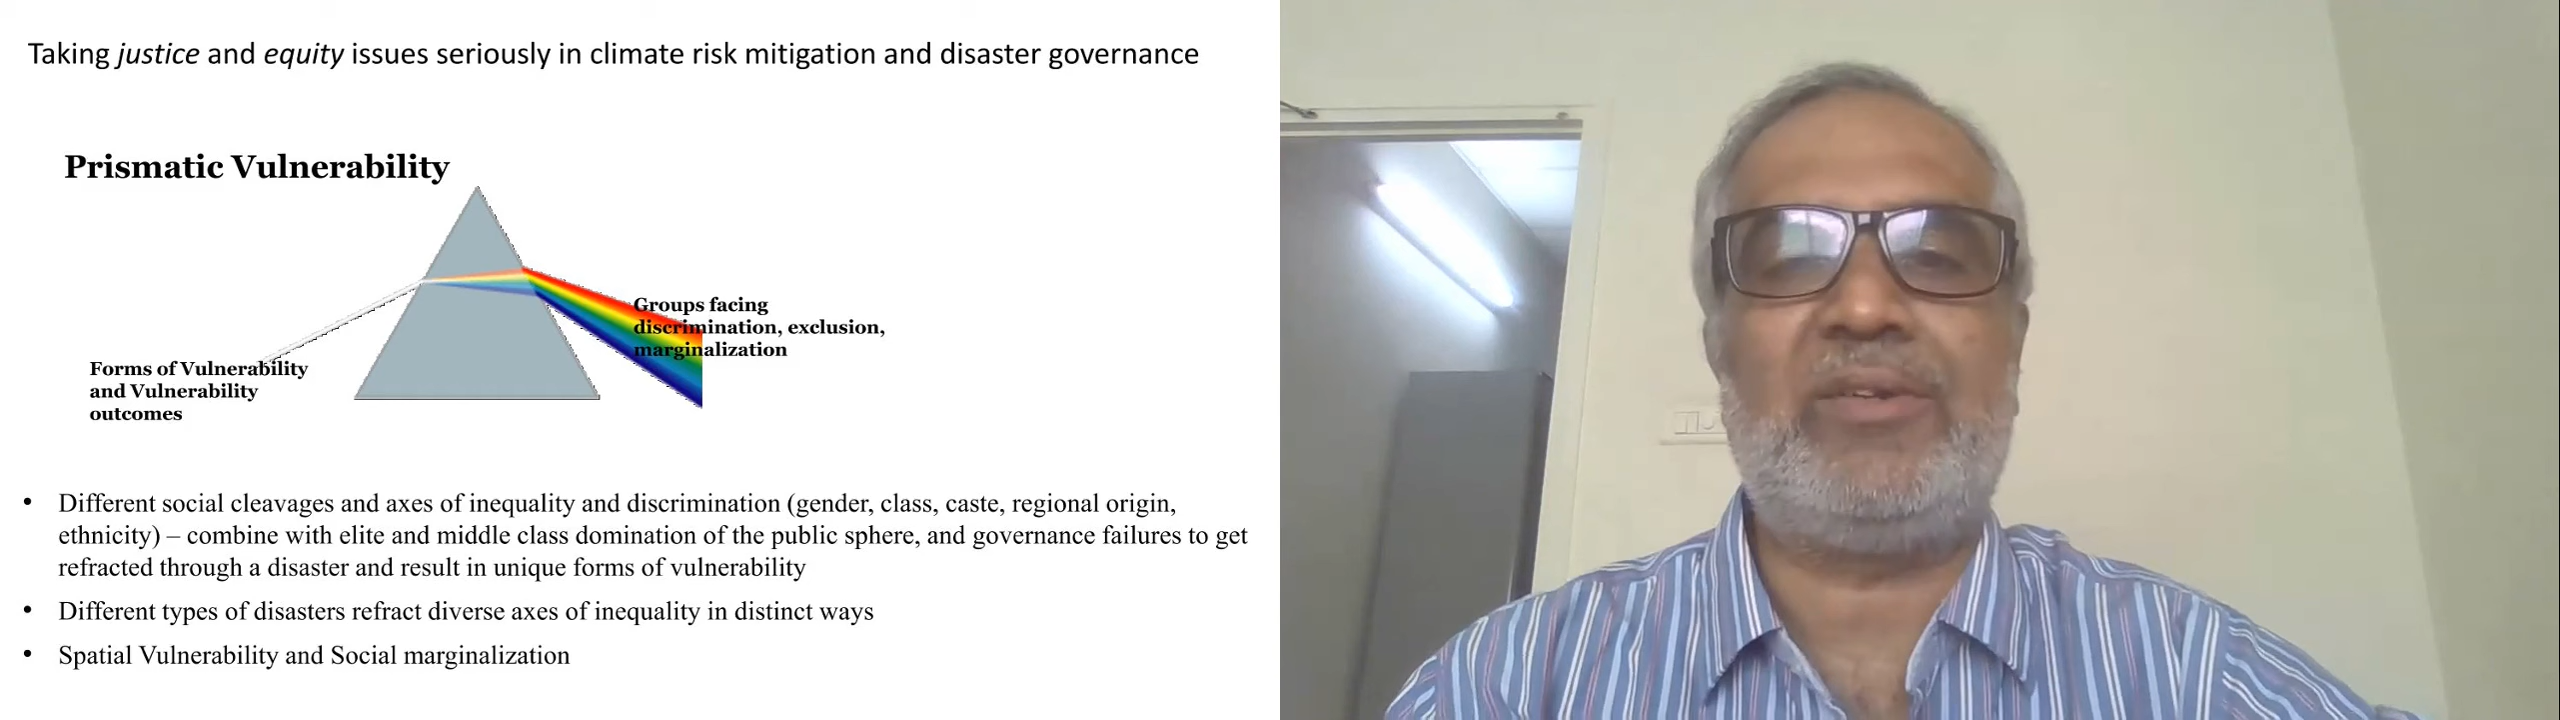 Taking justice and equity issues seriously in climate risk mitigation and disaster governance
Prismatic Vulnerability
Groups facing
discrimination, exclusion,
marginalization
Forms of Vulnerability
and Vulnerability
outcomes
• Different social cleavages and axes of inequality and discrimination (gender, class, caste, regional origin,
ethnicity) – combine with elite and middle class domination of the public sphere, and governance failures to get
refracted through a disaster and result in unique forms of vulnerability
• Different types of disasters refract diverse axes of inequality in distinct ways
• Spatial Vulnerability and Social marginalization